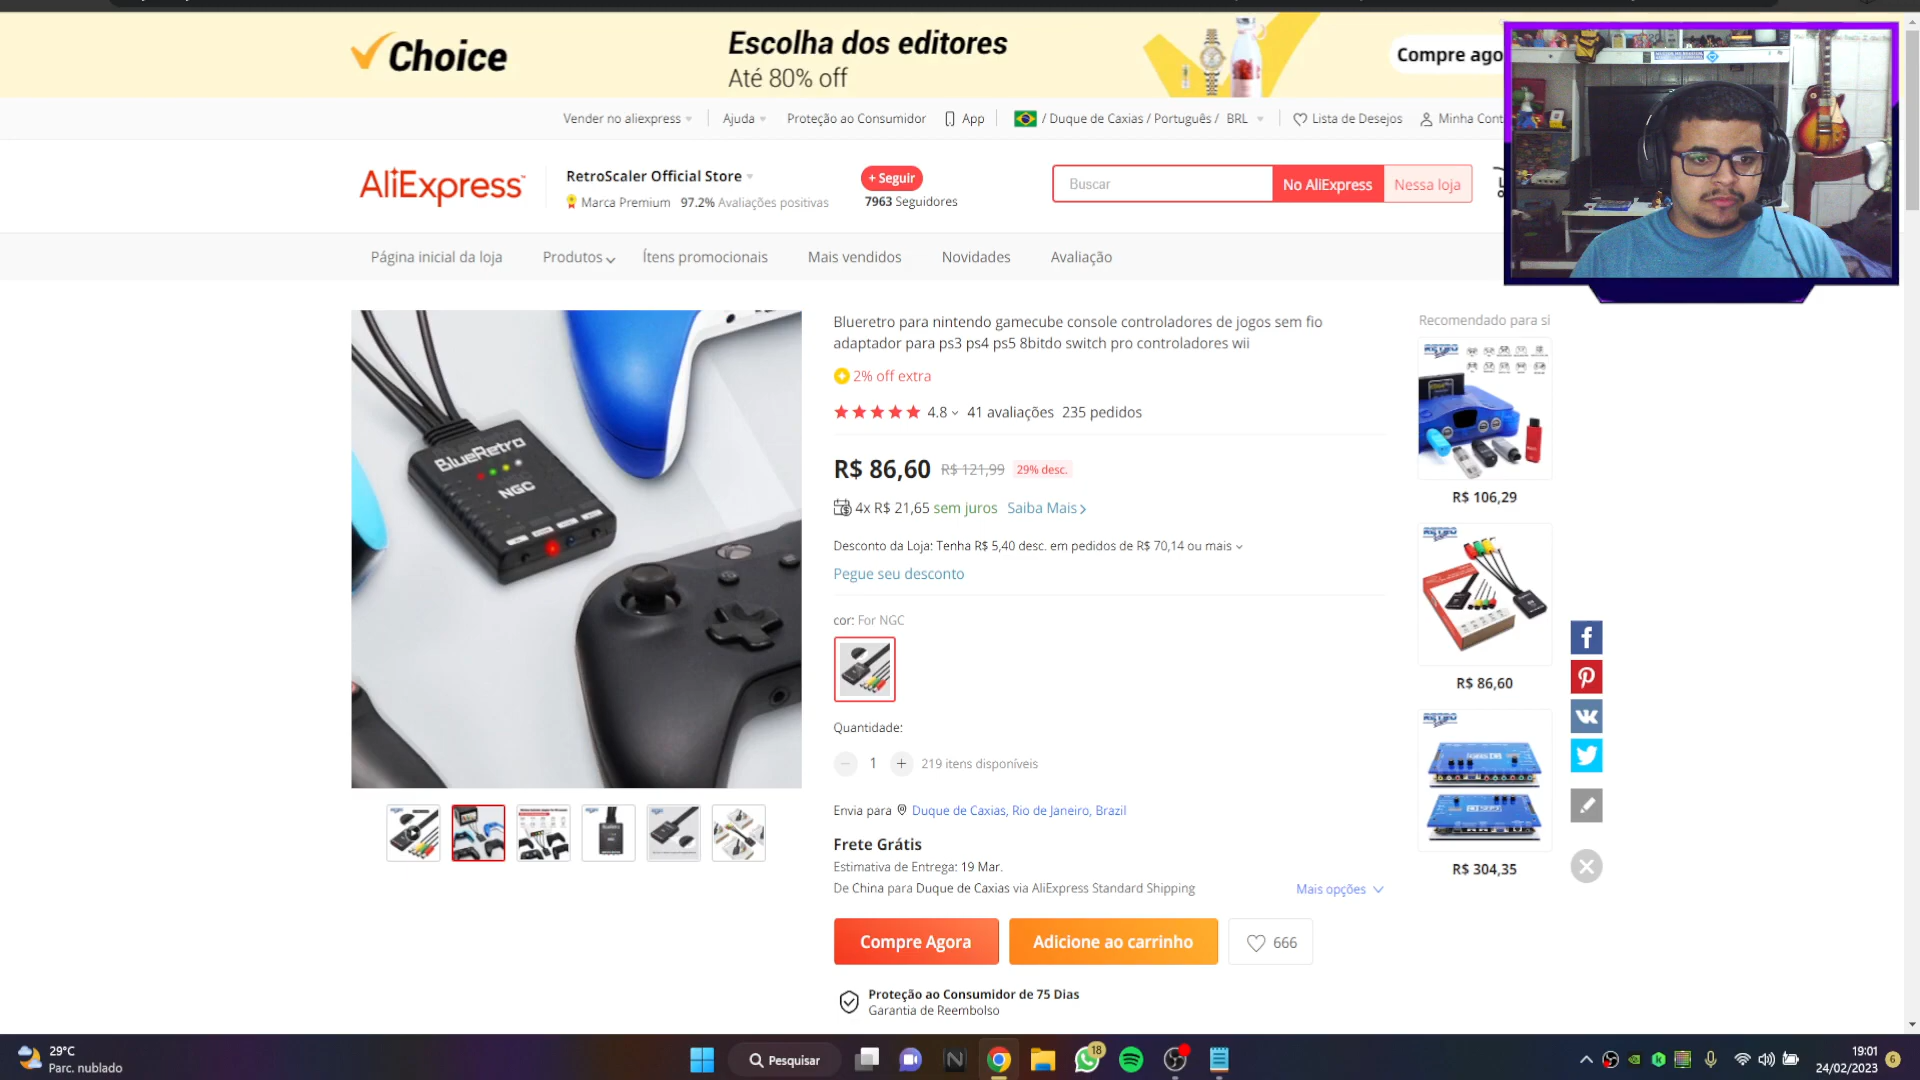 Choice
Escolha dos editores
Até 80% off
Compre ago
Vender no aliexpress
Ajuda
Proteção ao Consumidor
App
/ Duque de Caxias / Português / BRL
Lista de Desejos
Minha Cont
AliExpress
RetroScaler Official Store
Marca Premium 97.2% Avaliações positivas
+ Seguir
7963 Seguidores
Buscar
No AliExpress
Nessa loja
Página inicial da loja
Produtos
Ítens promocionais
Mais vendidos
Novidades
Avaliação
BlueRetro
NGC
Blueretro para nintendo gamecube console controladores de jogos sem fio
adaptador para ps3 ps4 ps5 8bitdo switch pro controladores wii
2% off extra
4.8 41 avaliações 235 pedidos
R$ 86,60 R$ 121,99 29% desc.
4x R$ 21,65 sem juros Saiba Mais
Desconto da Loja: Tenha R$ 5,40 desc. em pedidos de R$ 70,14 ou mais
Pegue seu desconto
cor: For NGC
Quantidade:
1 + 219 itens disponíveis
Envia para Duque de Caxias, Rio de Janeiro, Brazil
Frete Grátis
Estimativa de Entrega: 19 Mar.
De China para Duque de Caxias via AliExpress Standard Shipping
Mais opções
Compre Agora
Adicione ao carrinho
666
Proteção ao Consumidor de 75 Dias
Garantia de Reembolso
Recomendado para si
R$ 106,29
R$ 86,60
R$ 304,35
29°C
Parc. nublado
Pesquisar
18
19:01
24/02/2023
6